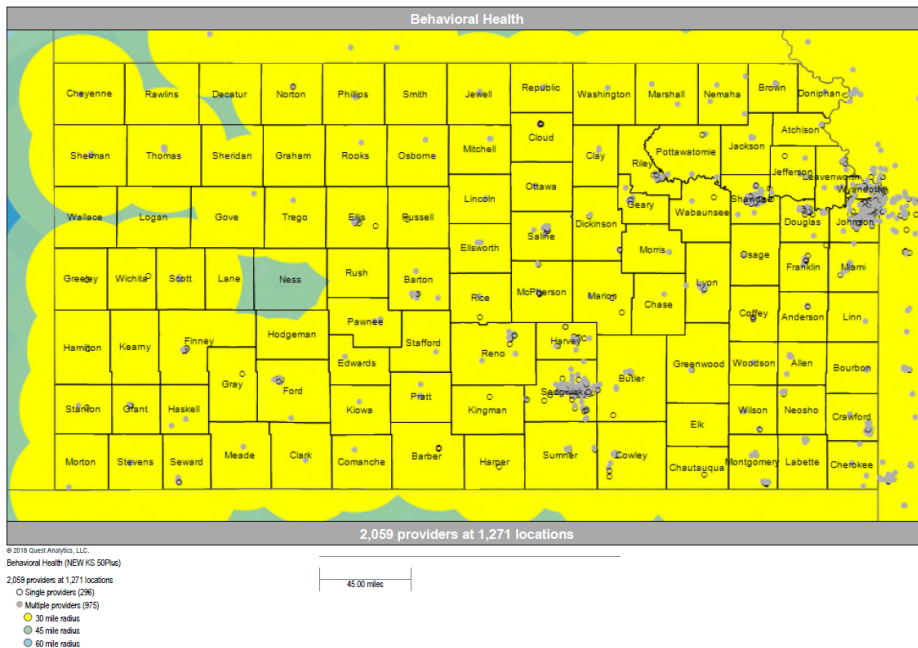 Behavioral Health
Cheyenne Rawlins Decatur Norton Phillips Smith Jewell Republic Washington Marshall Nemaha Brown Doniphan
Cloud Atchison
Sherman Thomas Sheridan Graham Rooks Osborne Mitchell Clay Riley Pottawatomie Jackson Jefferson Leavenworth
Ottawa Wyandotte
Wallace Logan Gove Trego Ellis Russell Lincoln Dickinson Geary Wabaunsee Shawnee Douglas Johnson
Saline
Ellsworth Morris Osage
Greeley Wichita Scott Lane Ness Rush Barton Franklin Miami
Rice McPherson Marion Chase Lyon
Pawnee Coffey Anderson Linn
Hodgeman Stafford
Hamilton Kearny Finney Edwards Reno Harvey Greenwood Woodson Allen Bourbon
Gray Ford Butler
Stanton Grant Haskell Kiowa Pratt Kingman Sedgwick Wilson Neosho Crawford
Elk
Morton Stevens Seward Meade Clark Comanche Barber Harper Sumner Cowley Chautauqua Montgomery Labette Cherokee
2,059 providers at 1,271 locations
© 2018 Quest Analytics, LLC.
Behavioral Health (NEW KS 50Plus)
45.00 miles
2,059 providers at 1,271 locations
Single providers (296)
Multiple providers (975)
30 mile radius
45 mile radius
60 mile radius